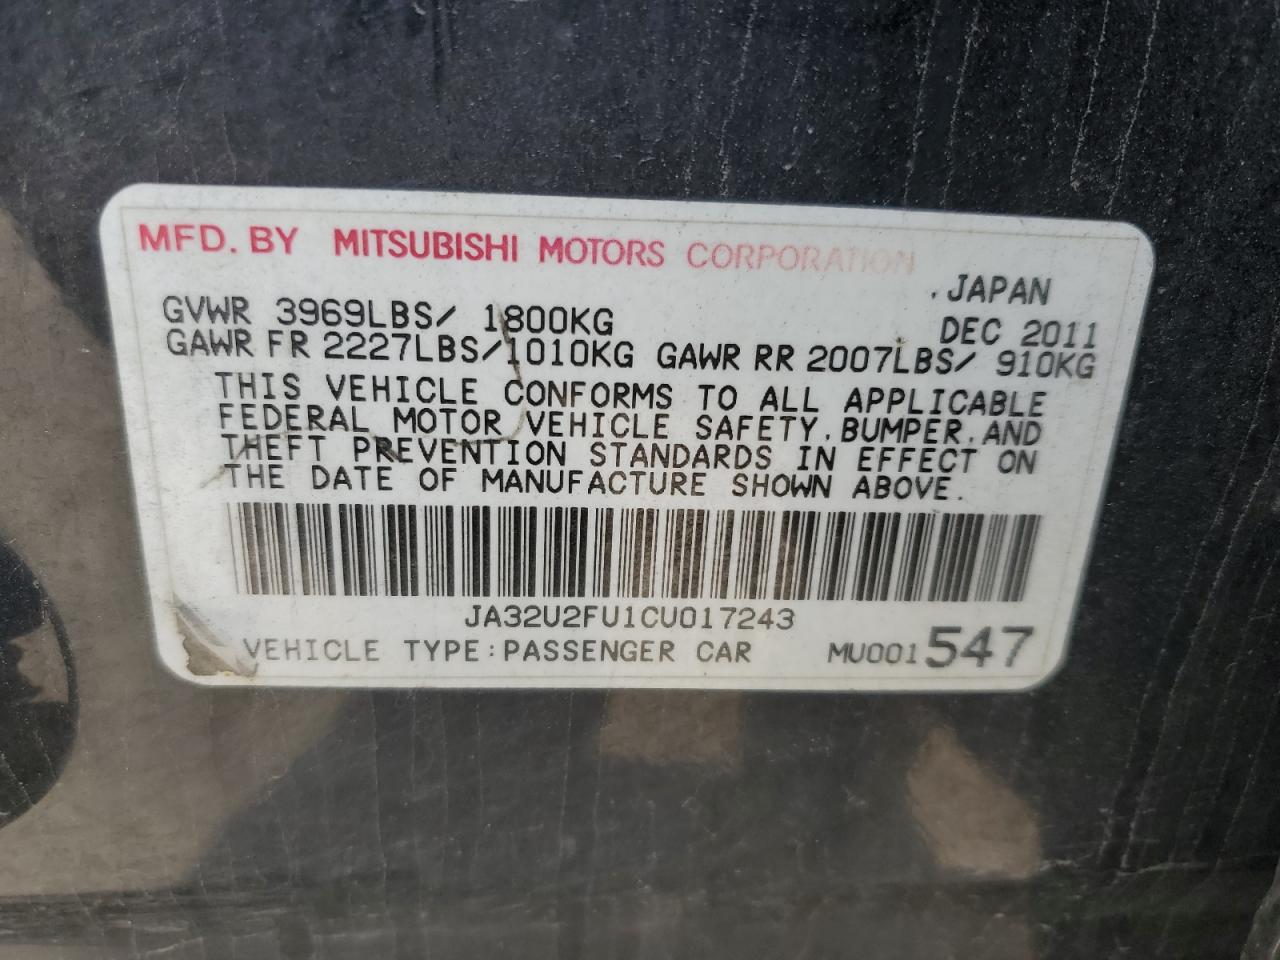 MFD. BY MITSUBISHI MOTORS CORPORATION
. JAPAN
GVWR 3969LBS/ 1800KG DEC 2011
GAWR FR 2227LBS/1010KG GAWR RR 2007LBS/ 910KG
THIS VEHICLE CONFORMS TO ALL APPLICABLE
FEDERAL MOTOR VEHICLE SAFETY, BUMPER, AND
THEFT PREVENTION STANDARDS IN EFFECT ON
THE DATE OF MANUFACTURE SHOWN ABOVE.
JA32U2FU1CU017243
VEHICLE TYPE:PASSENGER CAR MU001547